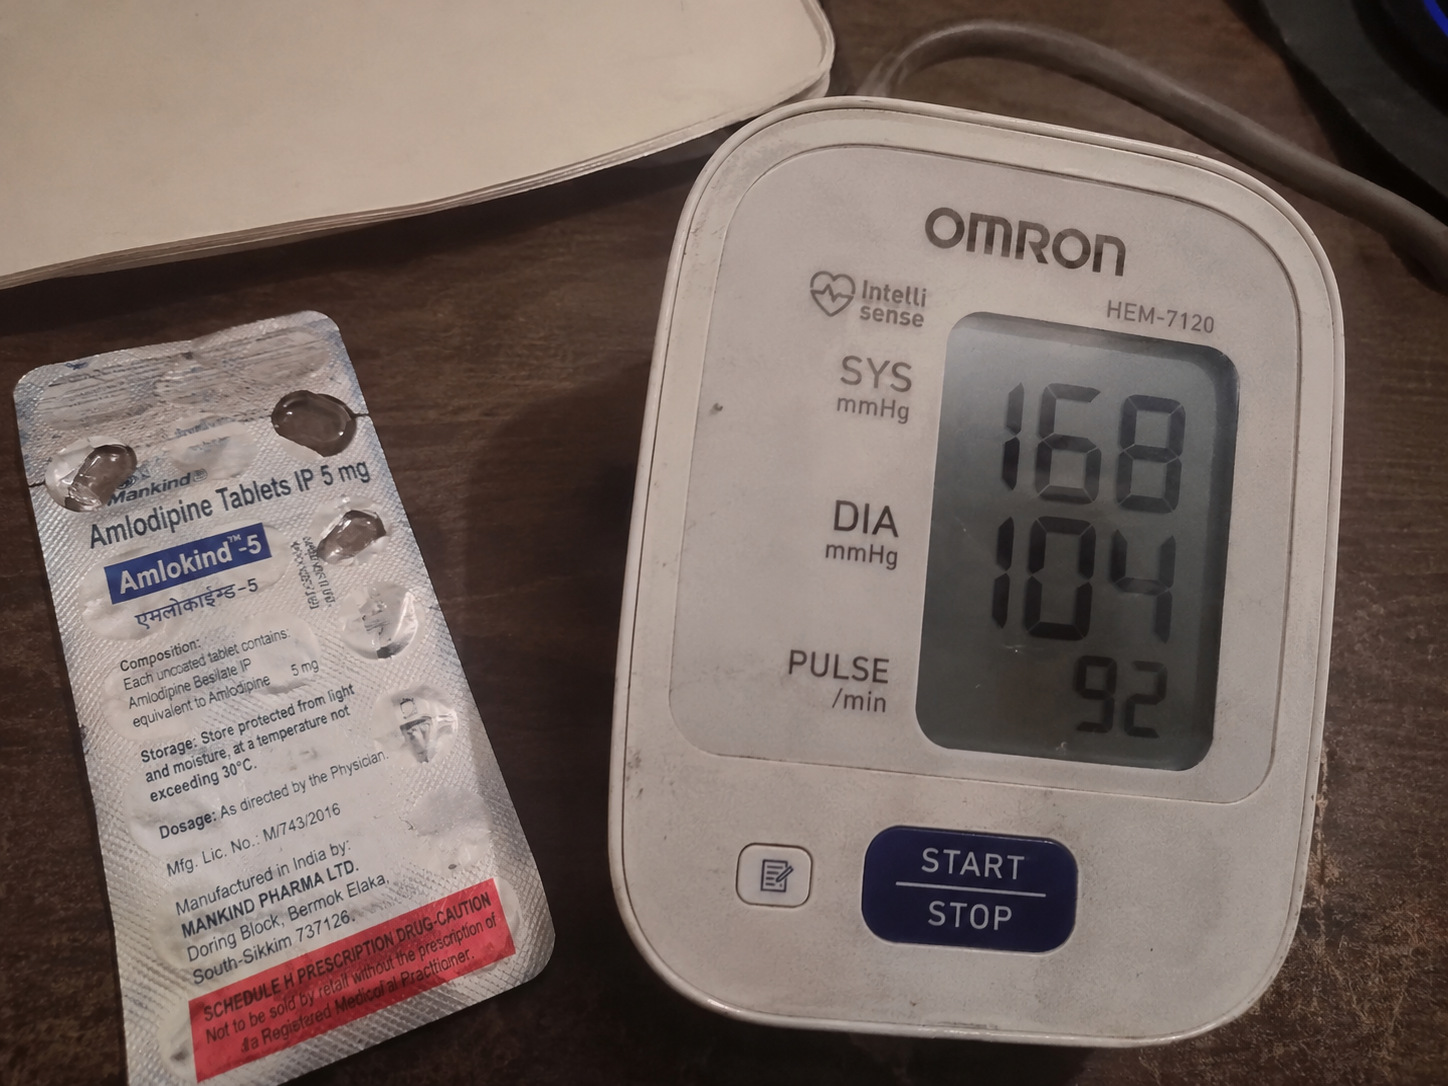 Mankind
Amlodipine Tablets IP 5 mg
Amlokind™-5
एमलोकाईन्ड-5
Composition:
Each uncoated tablet contains:
Amlodipine Besilate IP
equivalent to Amlodipine 5 mg
Storage: Store protected from light
and moisture, at a temperature not
exceeding 30°C.
Dosage: As directed by the Physician.
Mfg. Lic. No.: M/743/2016
Manufactured in India by:
MANKIND PHARMA LTD.
Doring Block, Bermok Elaka,
South-Sikkim 737126.
SCHEDULE H PRESCRIPTION DRUG-CAUTION
Not to be sold by retail without the prescription of
a Registered Medical Practitioner.
OMRON
Intelli
sense
HEM-7120
SYS
mmHg
168
DIA
mmHg
104
PULSE
/min
92
START
STOP